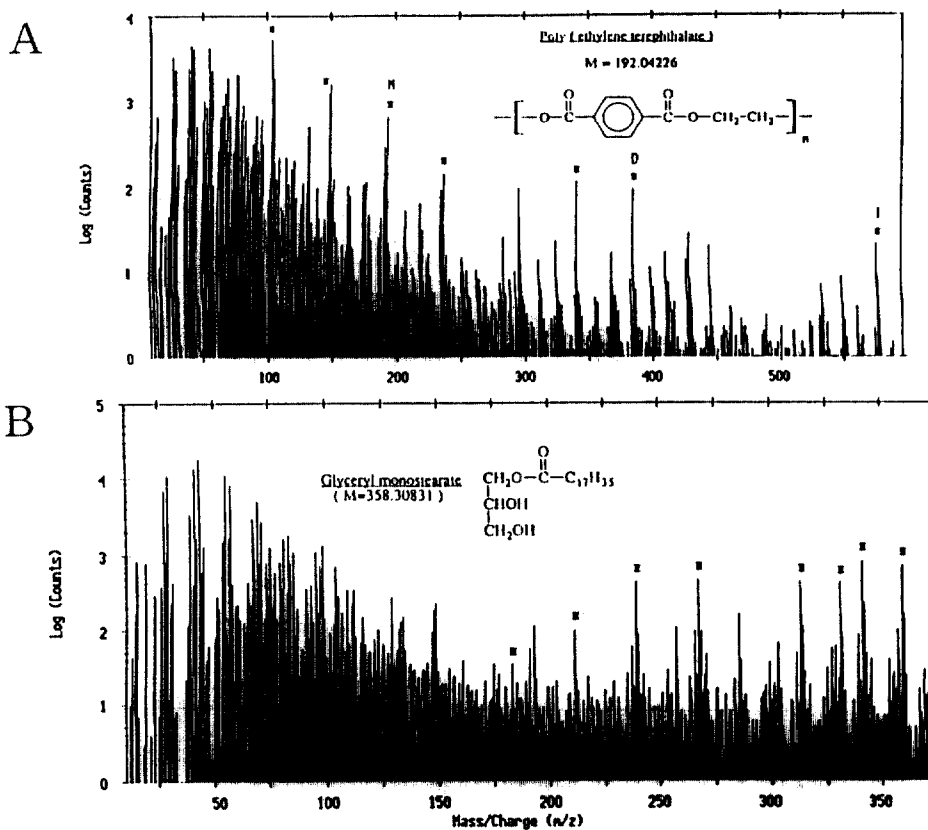 A
4
3
2
1
0
Log (Counts)
Poly ( ethylene terephthalate )
M = 192.04226
O
O
[ O C C O CH2 CH2 ] n
M
D
100
200
300
400
500
B
5
4
3
2
1
0
Log (Counts)
Glyceryl monostearate
( M=358.30831 )
O
CH2O C C17H35
CHOH
CH2OH
50
100
150
200
250
300
350
Mass/Charge (m/z)